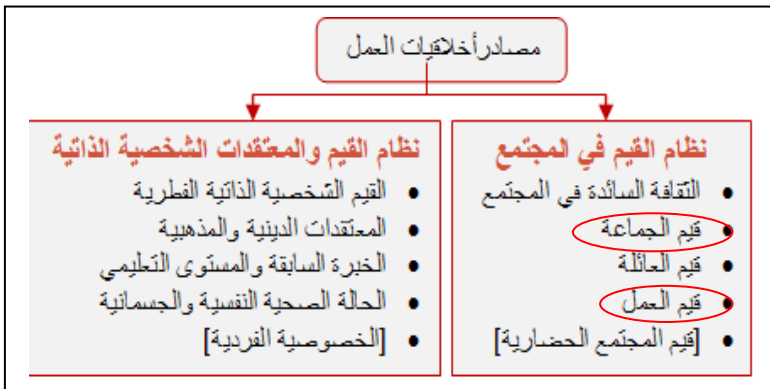 مصادر أخلاقيات العمل
نظام القيم في المجتمع
● الثقافة السائدة في المجتمع
● قيم الجماعة
● قيم العائلة
● قيم العمل
● [قيم المجتمع الحضارية]
نظام القيم والمعتقدات الشخصية الذاتية
● القيم الشخصية الذاتية الفطرية
● المعتقدات الدينية والمذهبية
● الخبرة السابقة والمستوى التعليمي
● الحالة الصحية النفسية والجسمانية
● [الخصوصية الفردية]